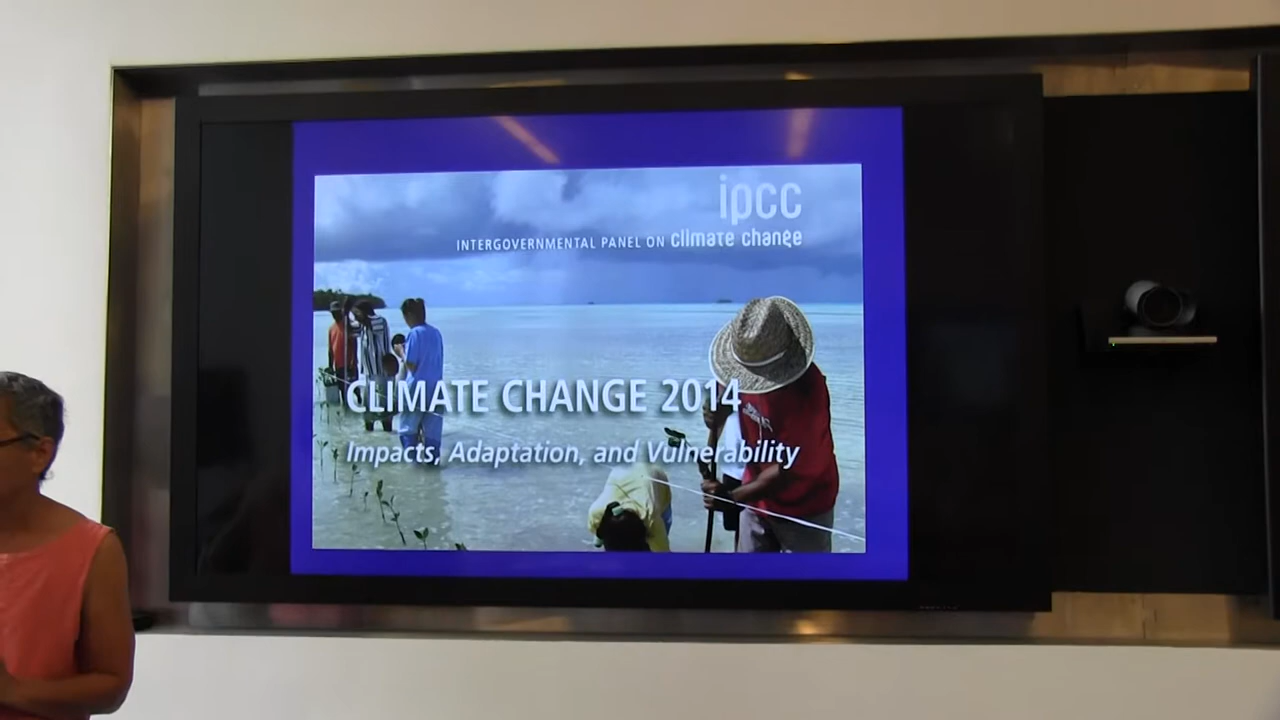 ipcc
INTERGOVERNMENTAL PANEL ON climate change
CLIMATE CHANGE 2014
Impacts, Adaptation, and Vulnerability